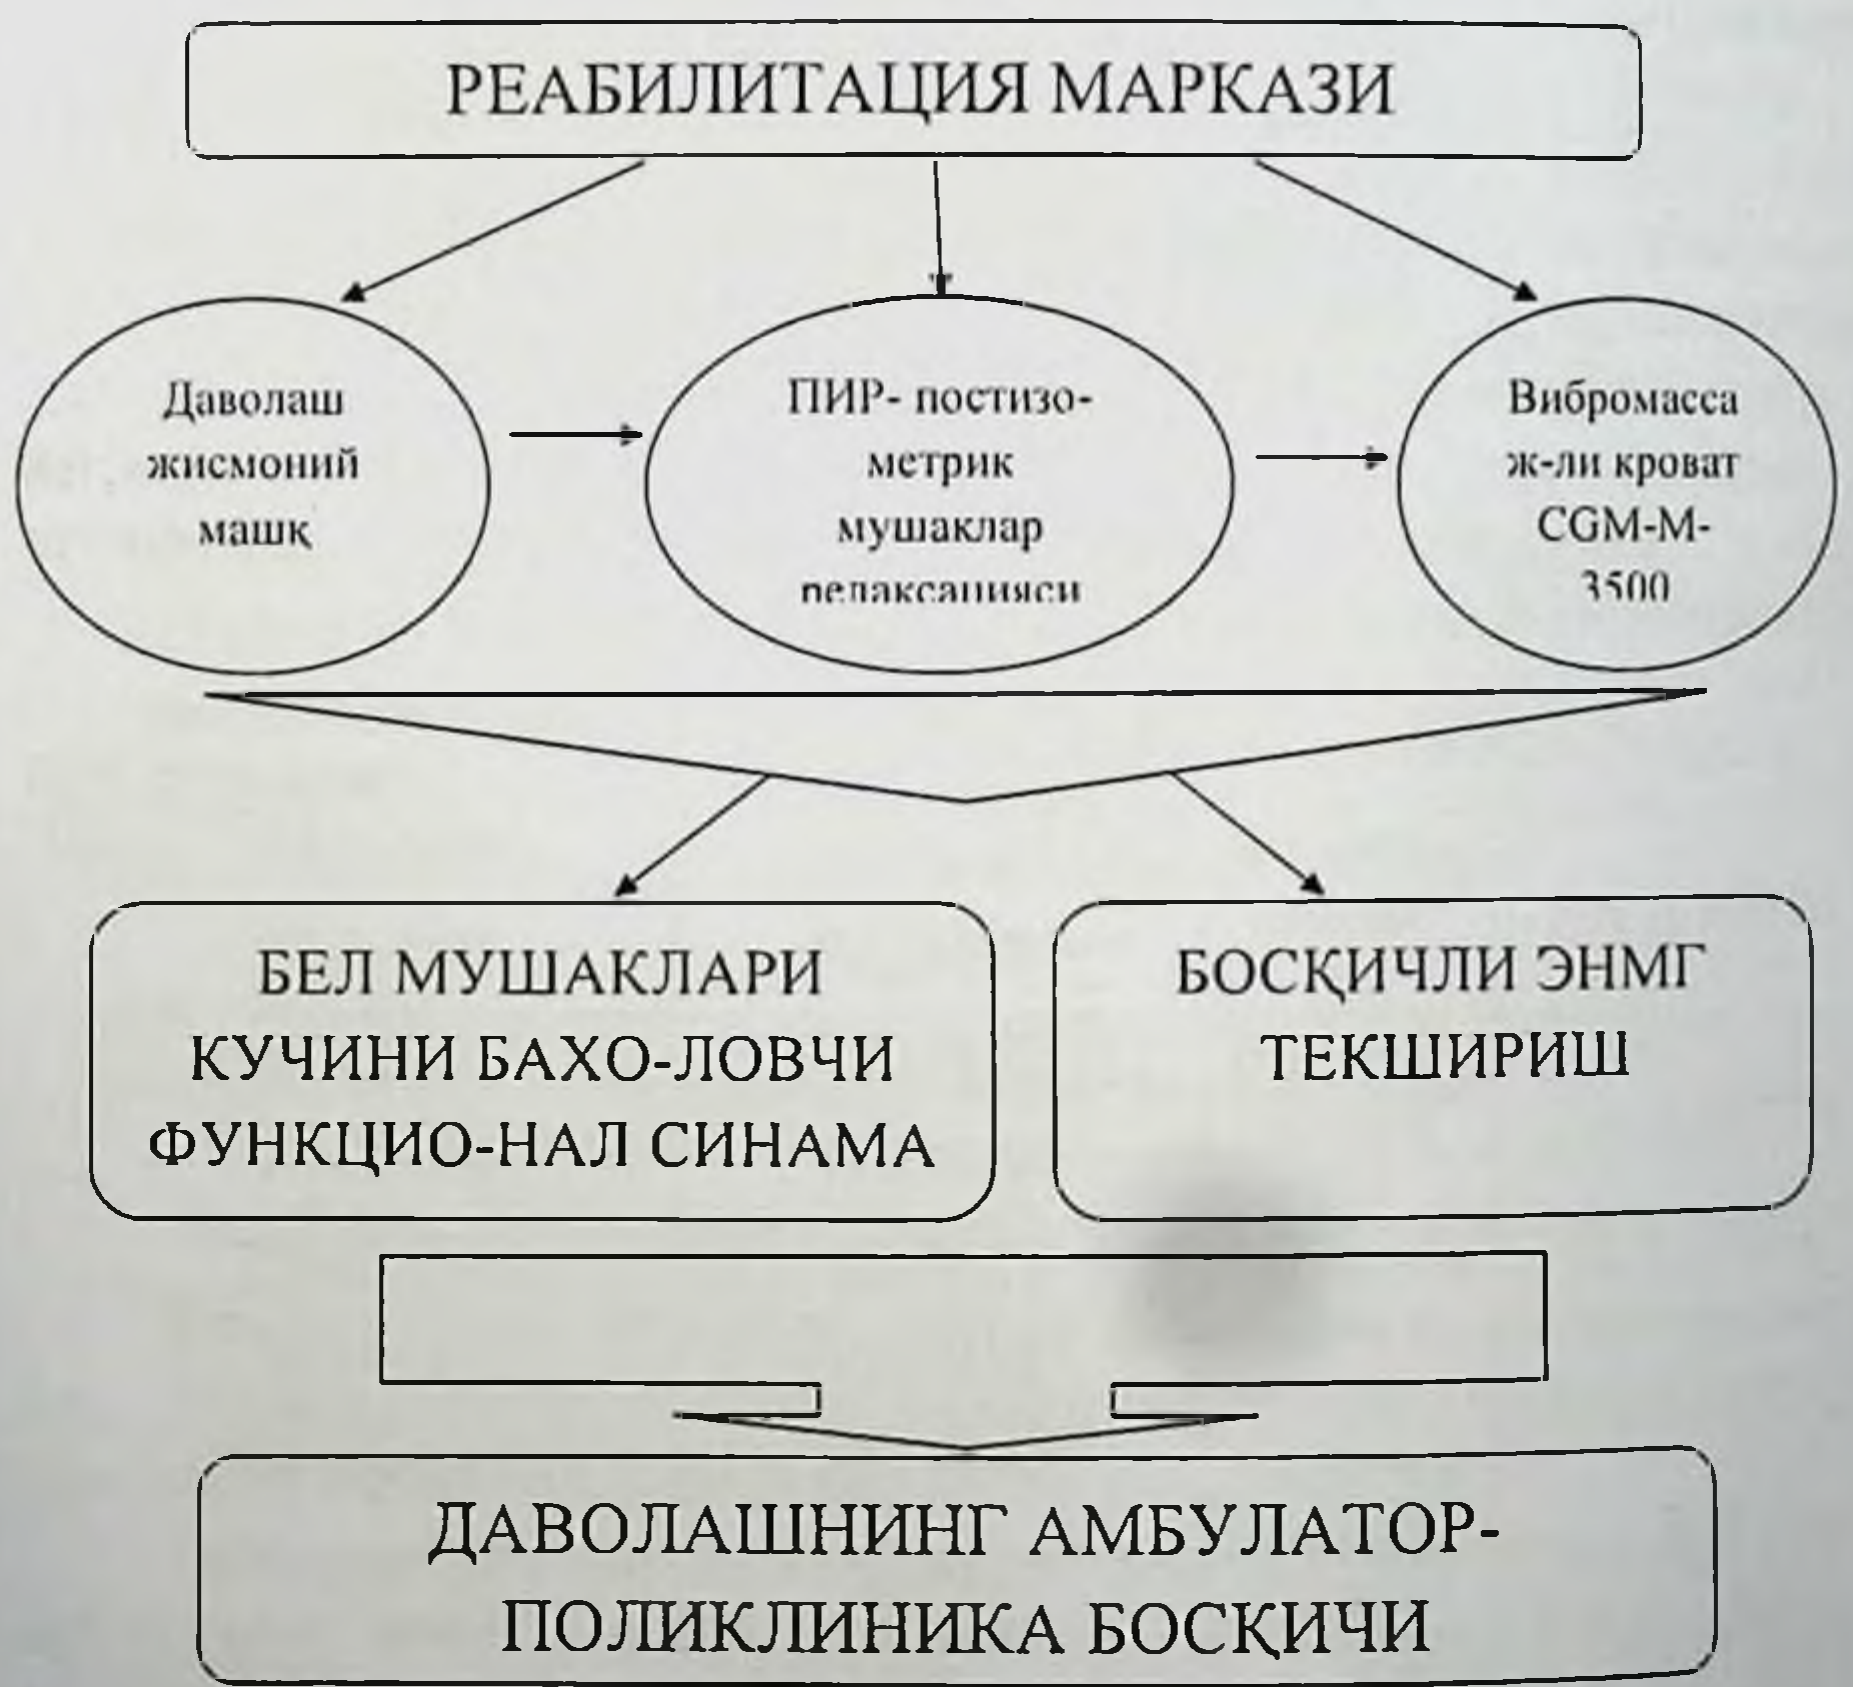 РЕАБИЛИТАЦИЯ МАРКАЗИ
Даволаш
жисмоний
машқ
ПИР- постизо-
метрик
мушаклар
релаксацияси
Вибромасса
ж-ли кроват
CGM-M-
3500
БЕЛ МУШАКЛАРИ
КУЧИНИ БАХО-ЛОВЧИ
ФУНКЦИО-НАЛ СИНАМА
БОСҚИЧЛИ ЭНМГ
ТЕКШИРИШ
ДАВОЛАШНИНГ АМБУЛАТОР-
ПОЛИКЛИНИКА БОСҚИЧИ